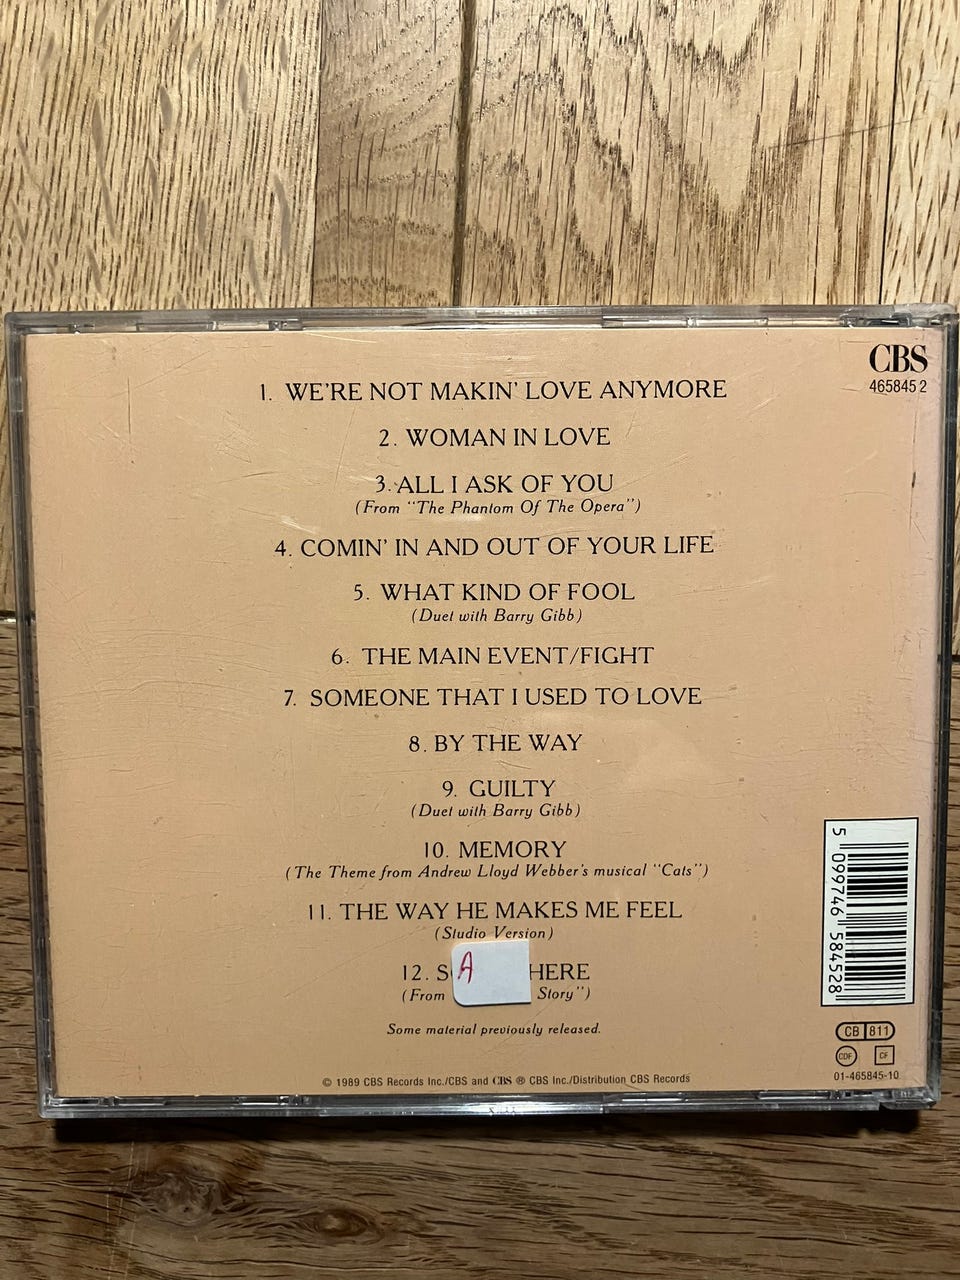 CBS
465845 2
1. WE'RE NOT MAKIN' LOVE ANYMORE
2. WOMAN IN LOVE
3. ALL I ASK OF YOU
(From "The Phantom Of The Opera")
4. COMIN' IN AND OUT OF YOUR LIFE
5. WHAT KIND OF FOOL
(Duet with Barry Gibb)
6. THE MAIN EVENT/FIGHT
7. SOMEONE THAT I USED TO LOVE
8. BY THE WAY
9. GUILTY
(Duet with Barry Gibb)
10. MEMORY
(The Theme from Andrew Lloyd Webber's musical "Cats")
11. THE WAY HE MAKES ME FEEL
(Studio Version)
12. S HERE
A
(From Story")
Some material previously released.
© 1989 CBS Records Inc./CBS and CBS ® CBS Inc./Distribution CBS Records
5 099746 584528
CB 811
CDF CF
01-465845-10